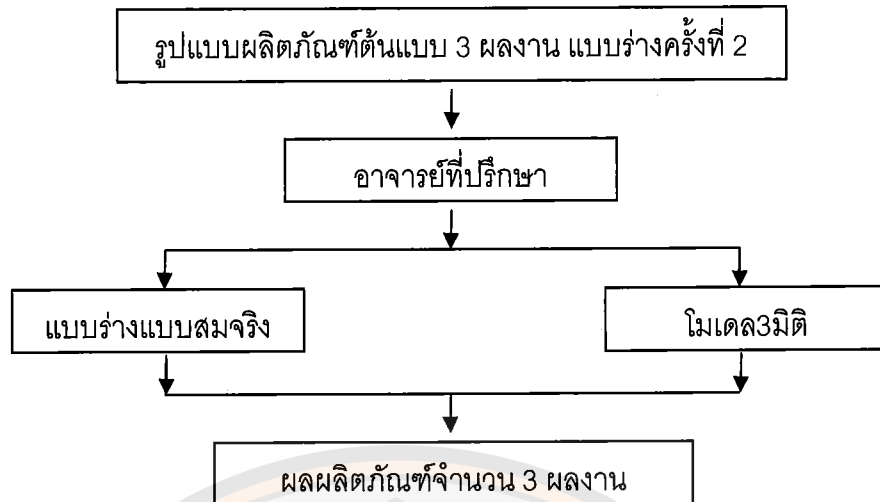 รูปแบบผลิตภัณฑ์ต้นแบบ 3 ผลงาน แบบร่างครั้งที่ 2
อาจารย์ที่ปรึกษา
แบบร่างแบบสมจริง
โมเดล3มิติ
ผลผลิตภัณฑ์จำนวน 3 ผลงาน